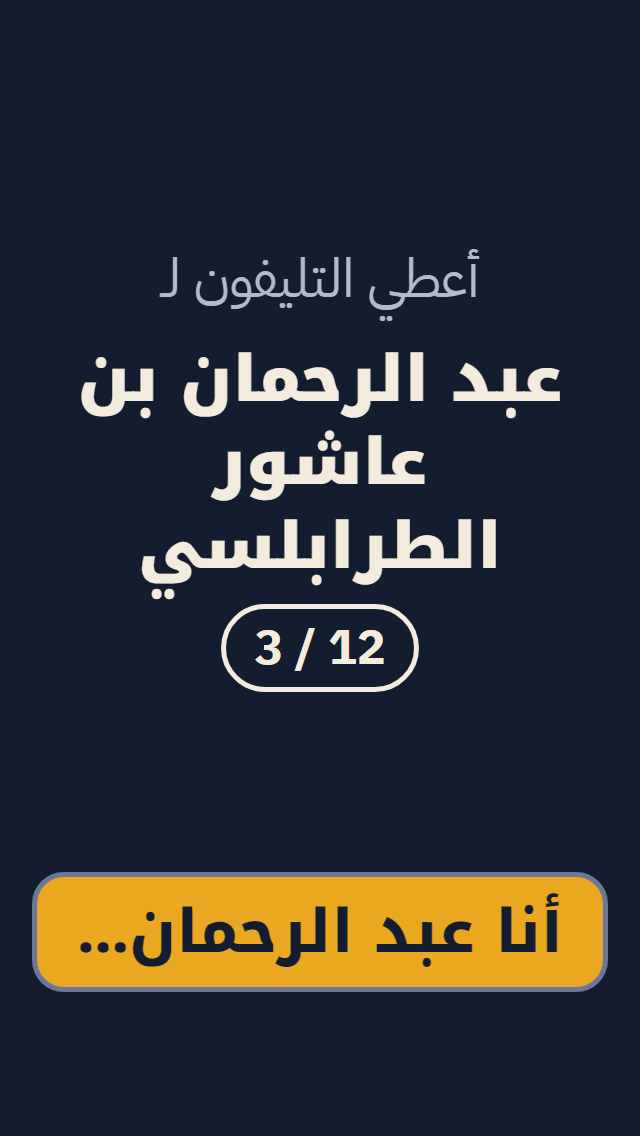 أعطي التليفون لـ
عبد الرحمان بن
عاشور
الطرابلسي
3 / 12
أنا عبد الرحمان...